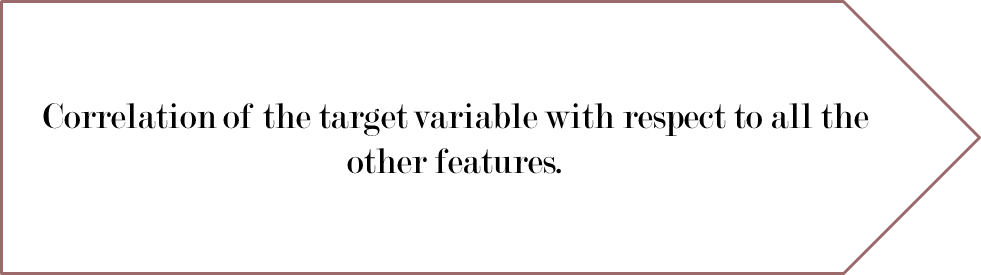 Correlation of the target variable with respect to all the
other features.